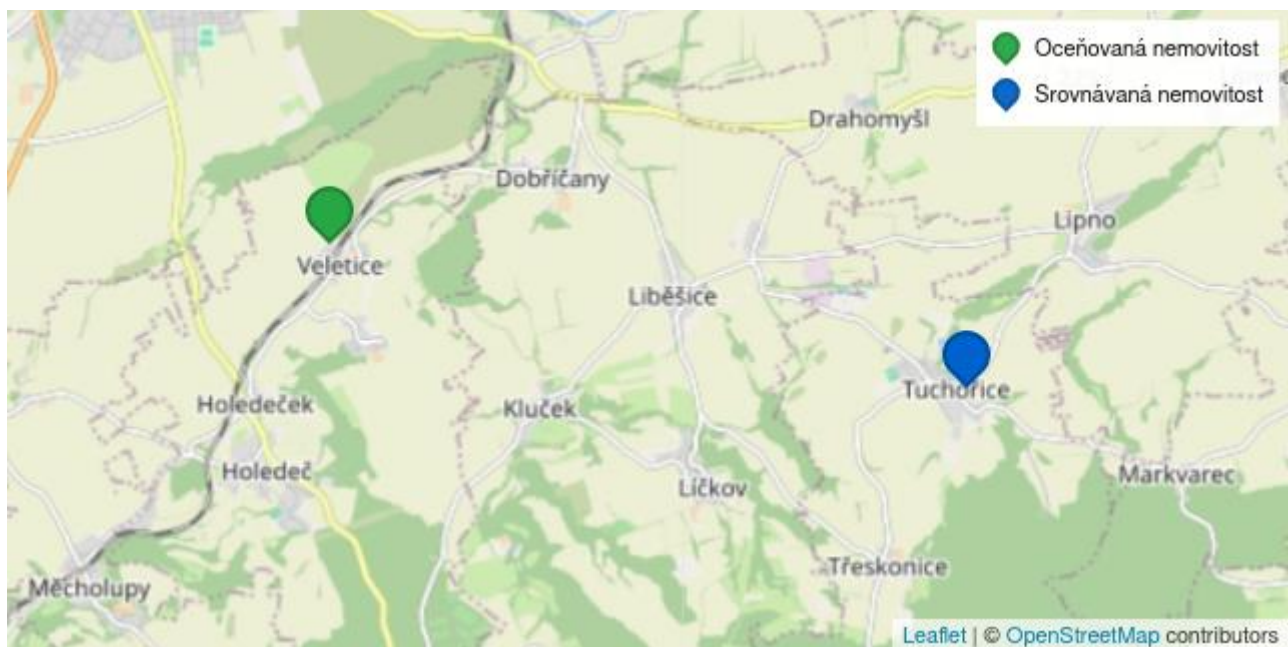 Oceňovaná nemovitost
Srovnávaná nemovitost
Drahomyšl
Dobříčany
Lipno
Veletice
Liběšice
Tuchořice
Holedeček
Kluček
Holedeč
Líčkov
Markvarec
Třeskonice
Měcholupy
Leaflet | © OpenStreetMap contributors